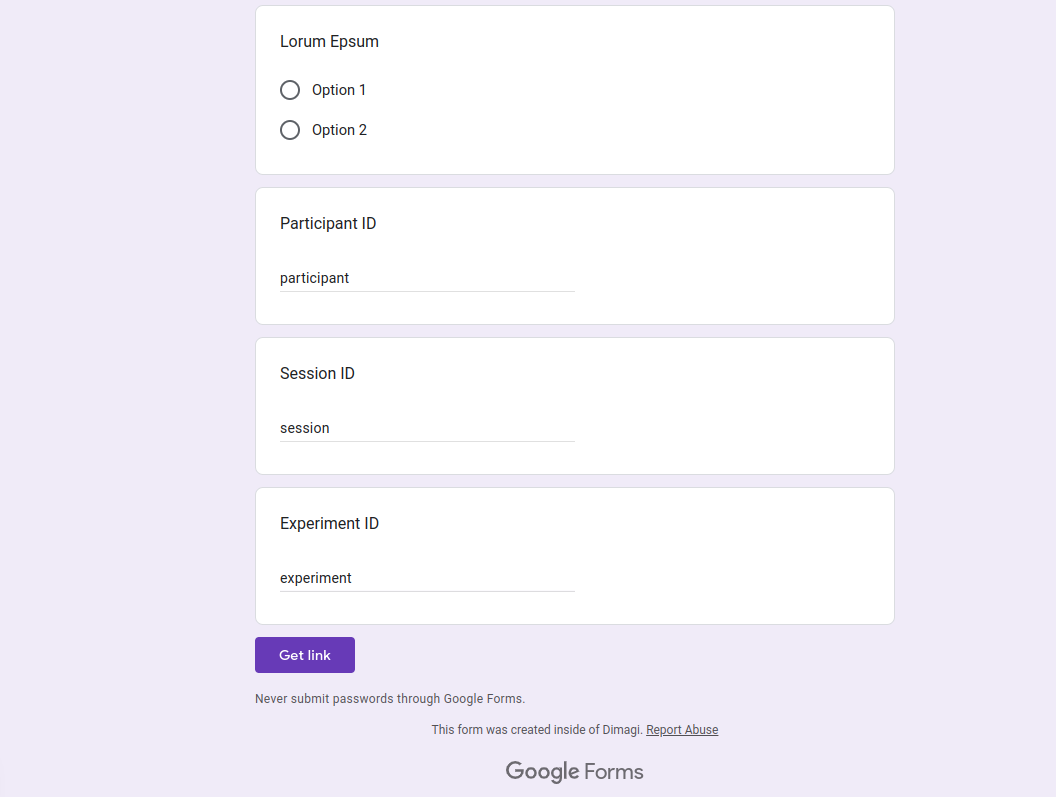 Lorum Epsum
Option 1
Option 2
Participant ID
participant
Session ID
session
Experiment ID
experiment
Get link
Never submit passwords through Google Forms.
This form was created inside of Dimagi. Report Abuse
Google Forms